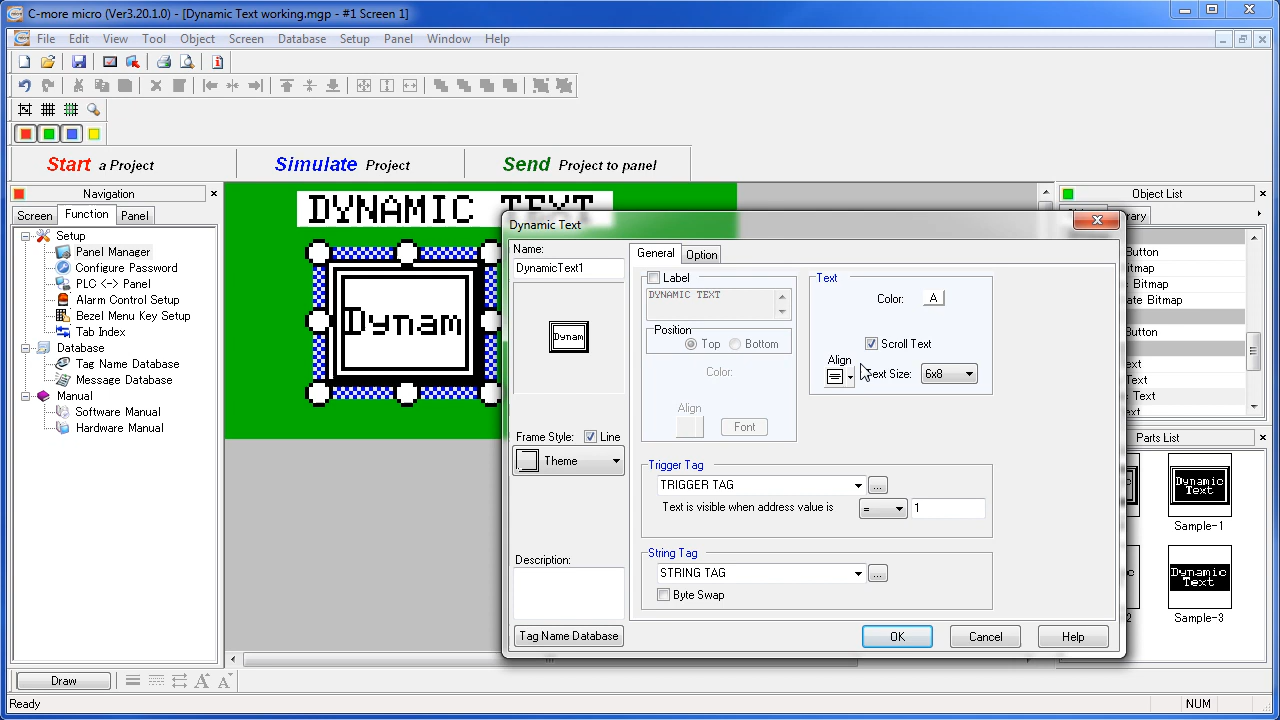 C-more micro (Ver3.20.1.0) - [Dynamic Text working.mgp - #1 Screen 1]
File Edit View Tool Object Screen Database Setup Panel Window Help
Start a Project
Simulate Project
Send Project to panel
Navigation
Screen Function Panel
Setup
Panel Manager
Configure Password
PLC <-> Panel
Alarm Control Setup
Bezel Menu Key Setup
Tab Index
Database
Tag Name Database
Message Database
Manual
Software Manual
Hardware Manual
DYNAMIC TEXT
Dynam
Dynamic Text
Name:
DynamicText1
Dynam
Frame Style: Line
Theme
Description:
Tag Name Database
General Option
Label
DYNAMIC TEXT
Position
Top Bottom
Color:
Align
Font
Text
Color: A
Scroll Text
Align
Text Size: 6x8
Trigger Tag
TRIGGER TAG ...
Text is visible when address value is = 1
String Tag
STRING TAG ...
Byte Swap
OK Cancel Help
Object List
Button
itmap
Bitmap
ate Bitmap
Button
ext
Text
c Text
ext
Parts List
Dynamic
Text
Sample-1
Dynamic
Text
Sample-3
Draw
Ready
NUM